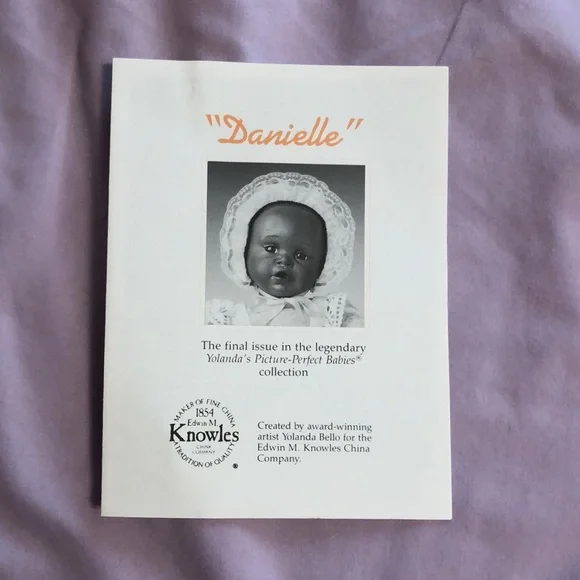 "Danielle"
The final issue in the legendary
Yolanda's Picture-Perfect Babies®
collection
MAKER OF FINE CHINA
1854
Edwin M.
Knowles
CHINA
COMPANY
TRADITION OF QUALITY
®
Created by award-winning
artist Yolanda Bello for the
Edwin M. Knowles China
Company.